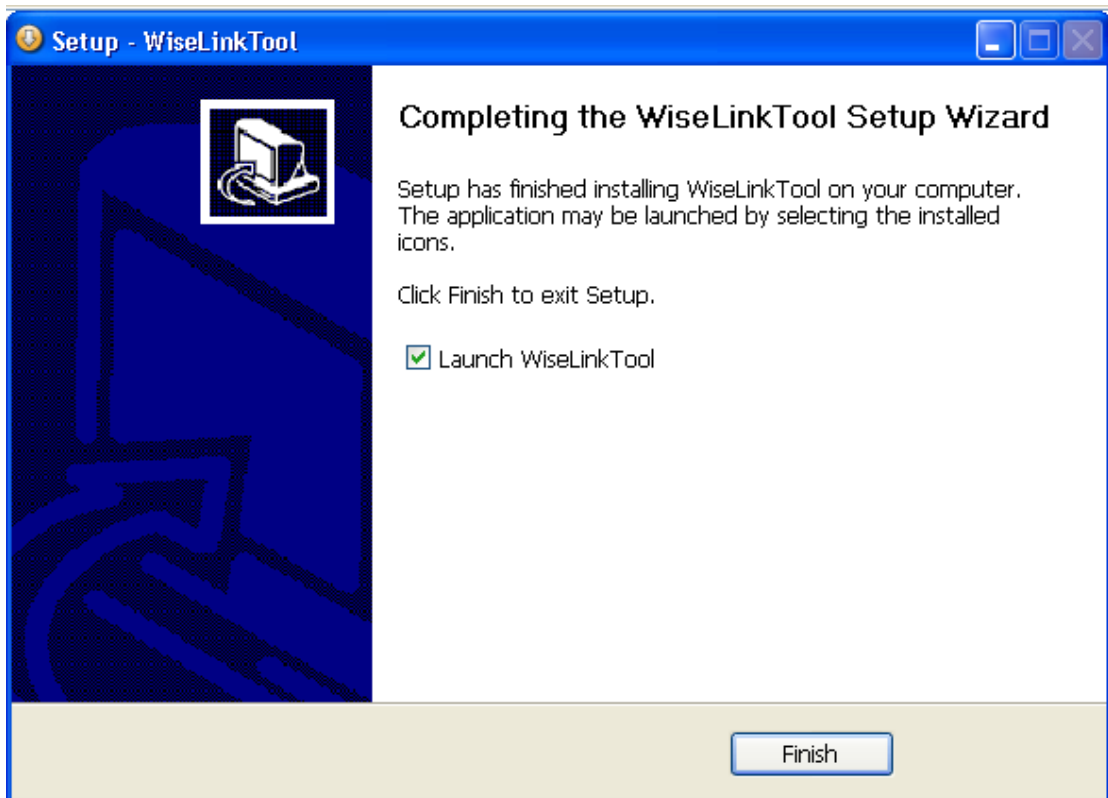 Setup - WiseLinkTool
Completing the WiseLinkTool Setup Wizard
Setup has finished installing WiseLinkTool on your computer.
The application may be launched by selecting the installed
icons.
Click Finish to exit Setup.
Launch WiseLinkTool
Finish